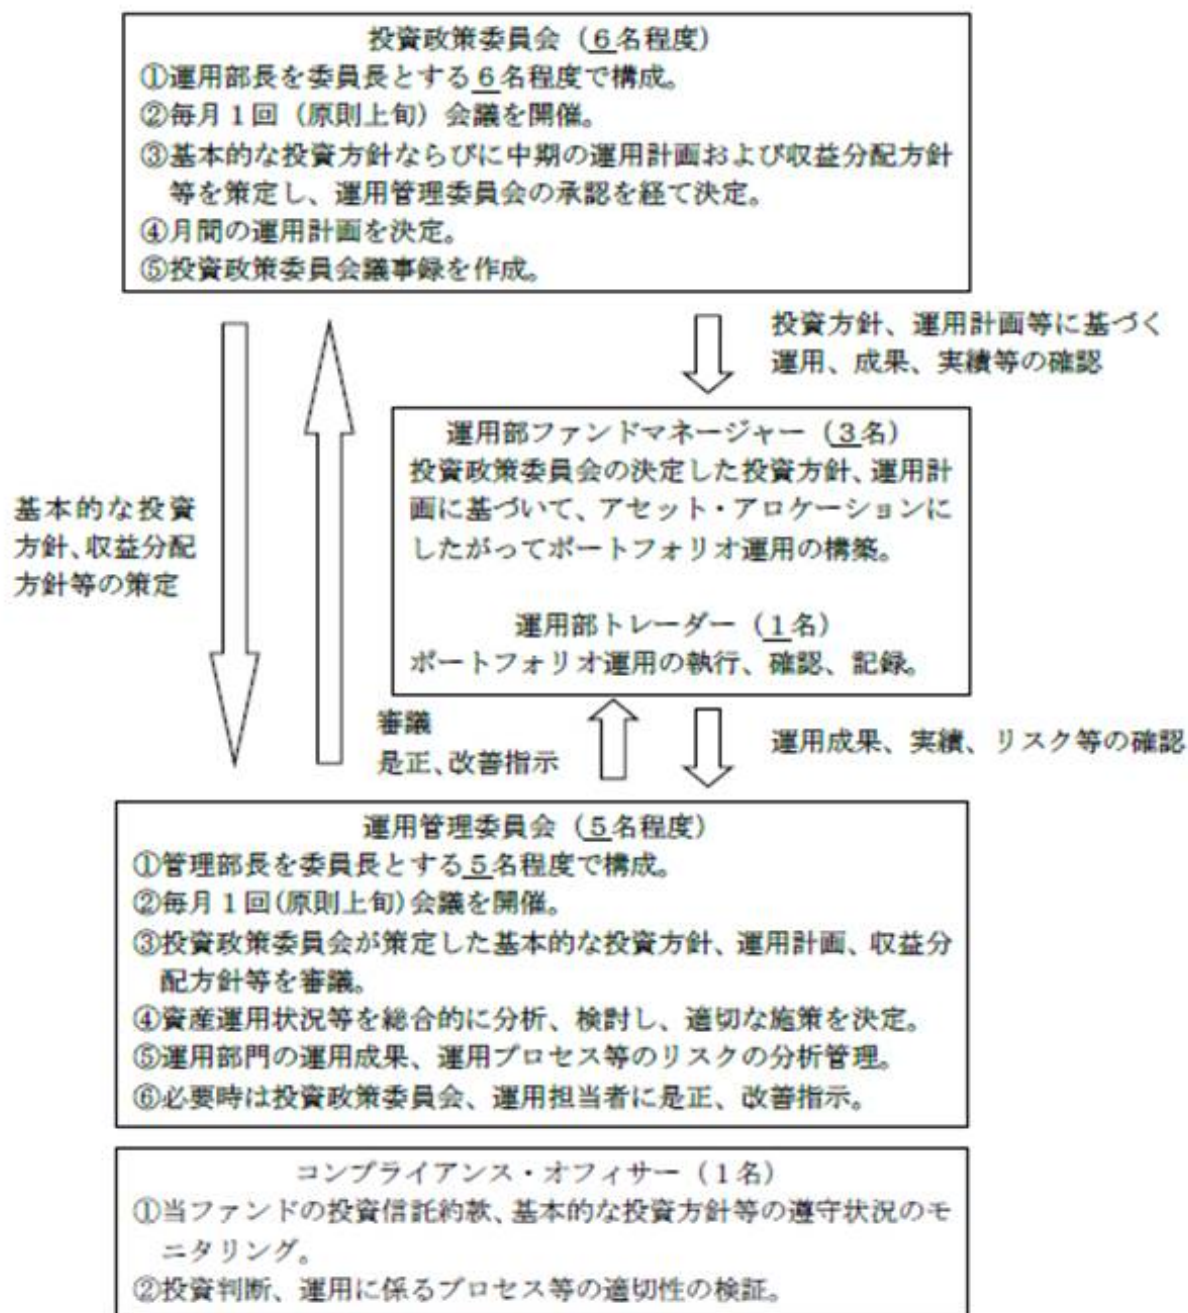 投資政策委員会(6名程度)
①運用部長を委員長とする6名程度で構成。
②毎月1回(原則上旬)会議を開催。
③基本的な投資方針ならびに中期の運用計画および収益分配方針
等を策定し、運用管理委員会の承認を経て決定。
④月間の運用計画を決定。
⑤投資政策委員会議事録を作成。
投資方針、運用計画等に基づく
運用、成果、実績等の確認
運用部ファンドマネージャー(3名)
投資政策委員会の決定した投資方針、運用計
画に基づいて、アセット・アロケーションに
したがってポートフォリオ運用の構築。
運用部トレーダー(1名)
ポートフォリオ運用の執行、確認、記録。
基本的な投資
方針、収益分配
方針等の策定
審議
是正、改善指示
運用成果、実績、リスク等の確認
運用管理委員会(5名程度)
①管理部長を委員長とする5名程度で構成。
②毎月1回(原則上旬)会議を開催。
③投資政策委員会が策定した基本的な投資方針、運用計画、収益分
配方針等を審議。
④資産運用状況等を総合的に分析、検討し、適切な施策を決定。
⑤運用部門の運用成果、運用プロセス等のリスクの分析管理。
⑥必要時は投資政策委員会、運用担当者に是正、改善指示。
コンプライアンス・オフィサー(1名)
①当ファンドの投資信託約款、基本的な投資方針等の遵守状況のモ
ニタリング。
②投資判断、運用に係るプロセス等の適切性の検証。